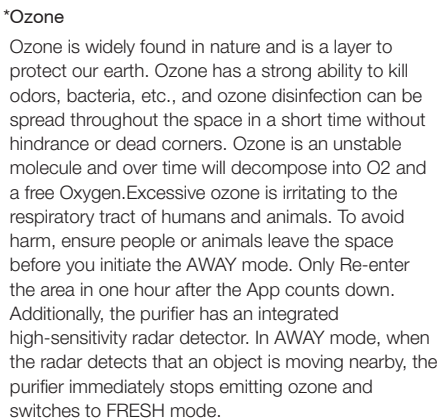 *Ozone
Ozone is widely found in nature and is a layer to
protect our earth. Ozone has a strong ability to kill
odors, bacteria, etc., and ozone disinfection can be
spread throughout the space in a short time without
hindrance or dead corners. Ozone is an unstable
molecule and over time will decompose into O2 and
a free Oxygen.Excessive ozone is irritating to the
respiratory tract of humans and animals. To avoid
harm, ensure people or animals leave the space
before you initiate the AWAY mode. Only Re-enter
the area in one hour after the App counts down.
Additionally, the purifier has an integrated
high-sensitivity radar detector. In AWAY mode, when
the radar detects that an object is moving nearby, the
purifier immediately stops emitting ozone and
switches to FRESH mode.